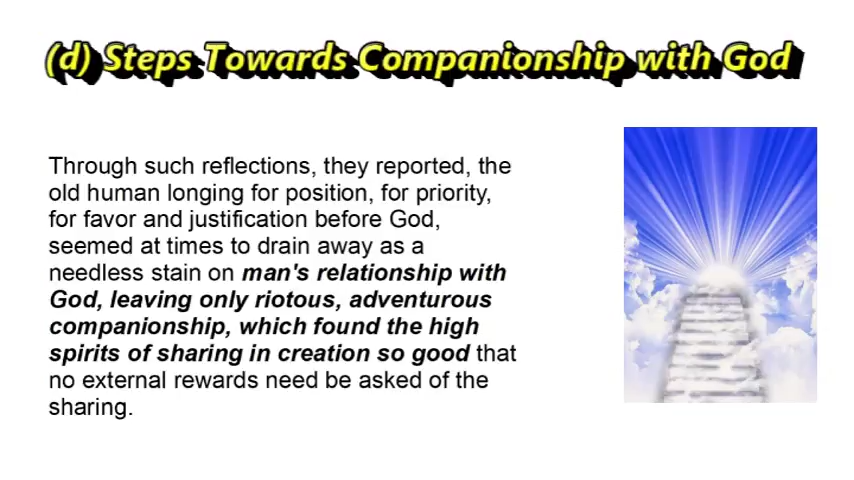 (d) Steps Towards Companionship with God
Through such reflections, they reported, the
old human longing for position, for priority,
for favor and justification before God,
seemed at times to drain away as a
needless stain on man's relationship with
God, leaving only riotous, adventurous
companionship, which found the high
spirits of sharing in creation so good that
no external rewards need be asked of the
sharing.